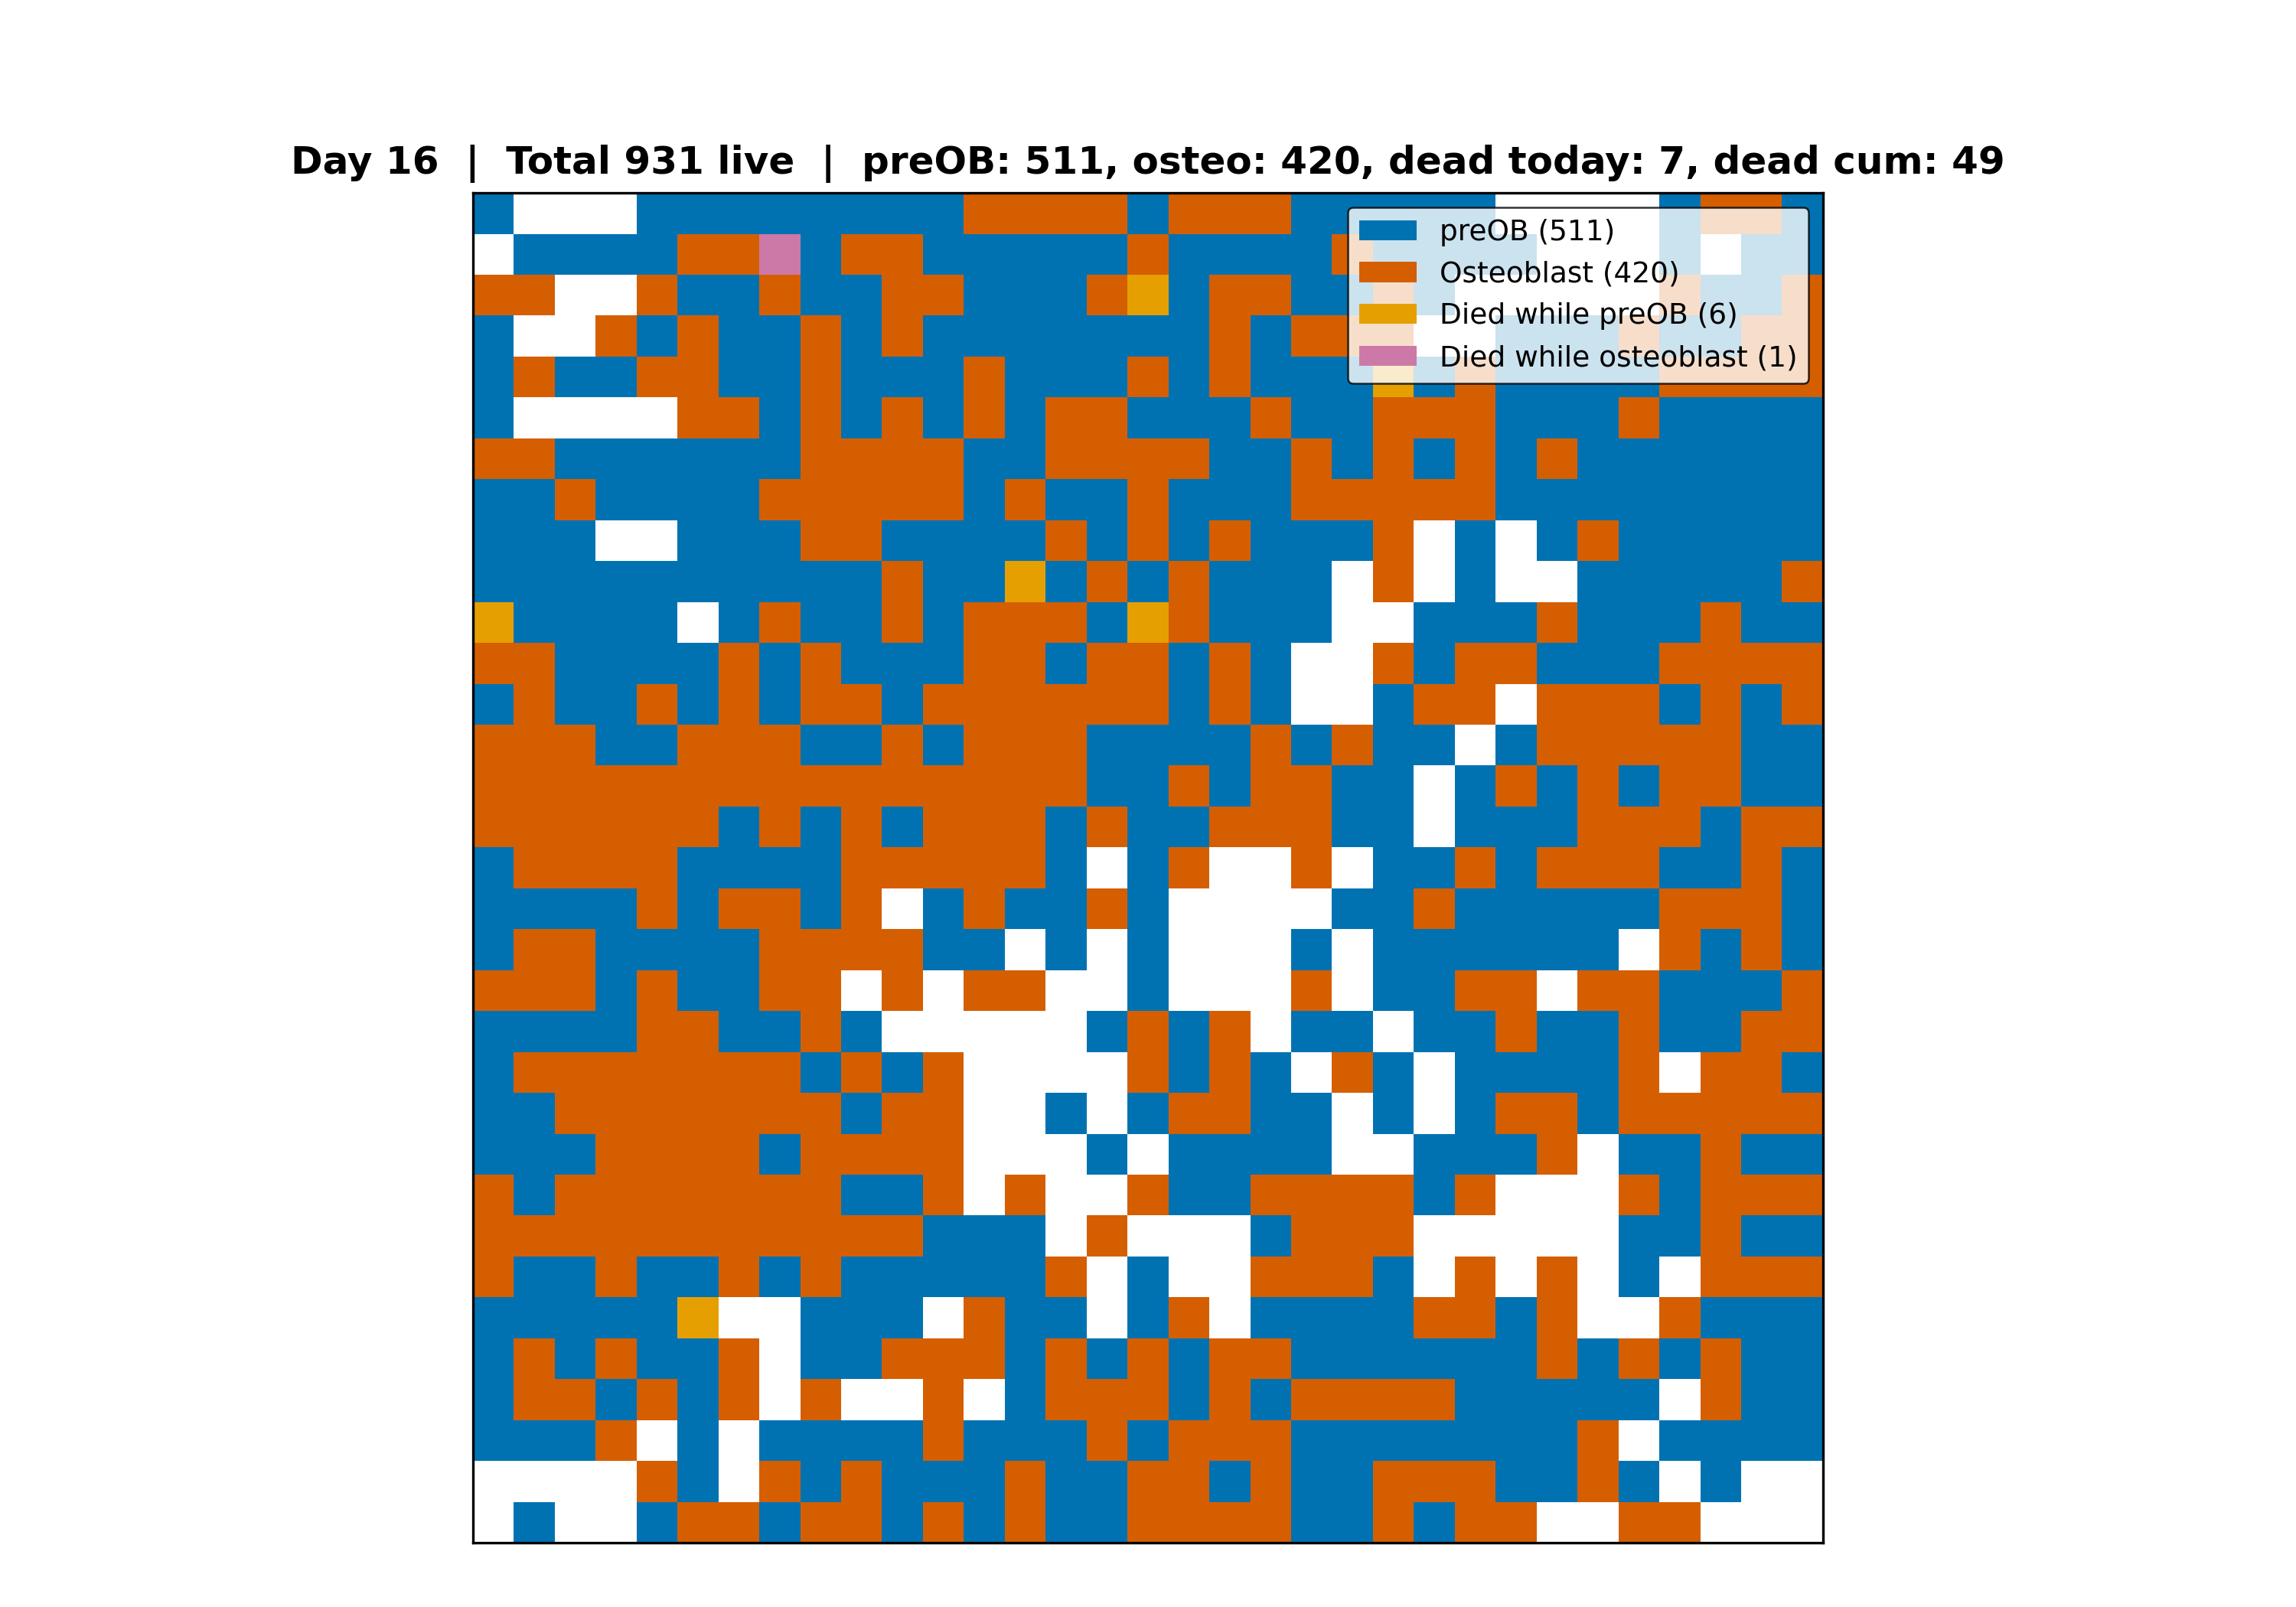 Day 16 | Total 931 live | preOB: 511, osteo: 420, dead today: 7, dead cum: 49
preOB (511)
Osteoblast (420)
Died while preOB (6)
Died while osteoblast (1)